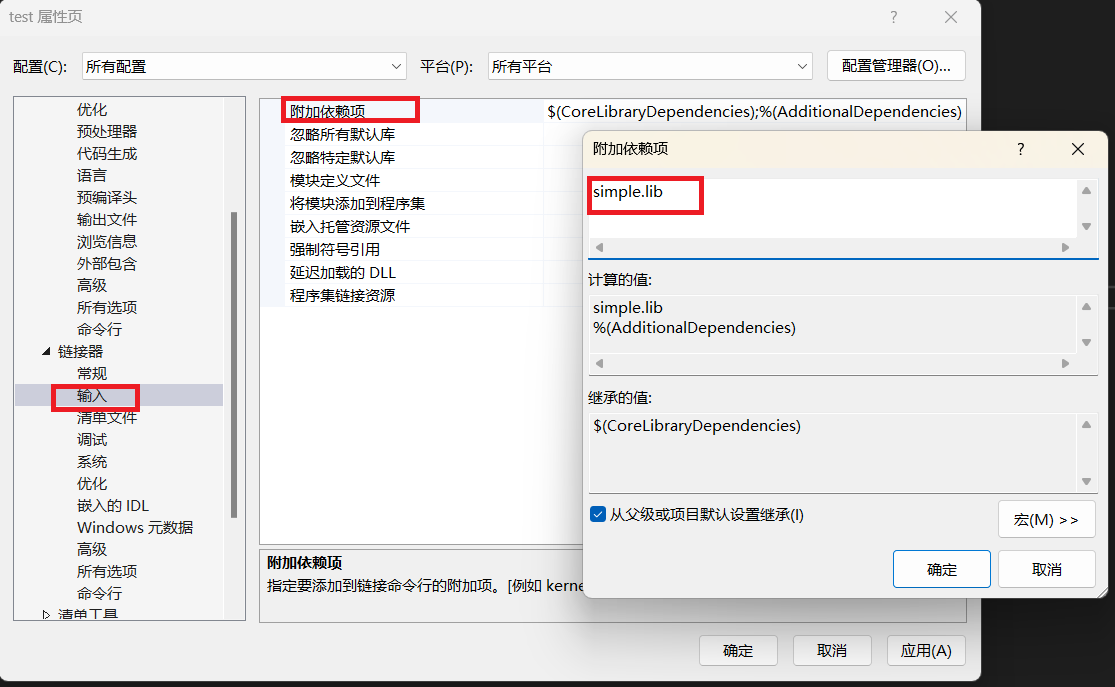 test 属性页
?
配置(C):
所有配置
平台(P):
所有平台
配置管理器(O)...
优化
预处理器
代码生成
语言
预编译头
输出文件
浏览信息
外部包含
高级
所有选项
命令行
链接器
常规
输入
清单文件
调试
系统
优化
嵌入的 IDL
Windows 元数据
高级
所有选项
命令行
清单工具
附加依赖项 $(CoreLibraryDependencies);%(AdditionalDependencies)
忽略所有默认库
忽略特定默认库
模块定义文件
将模块添加到程序集
嵌入托管资源文件
强制符号引用
延迟加载的 DLL
程序集链接资源
附加依赖项
指定要添加到链接命令行的附加项。[例如 kerne
附加依赖项
?
simple.lib
计算的值:
simple.lib
%(AdditionalDependencies)
继承的值:
$(CoreLibraryDependencies)
从父级或项目默认设置继承(I)
宏(M) >>
确定
取消
确定
取消
应用(A)